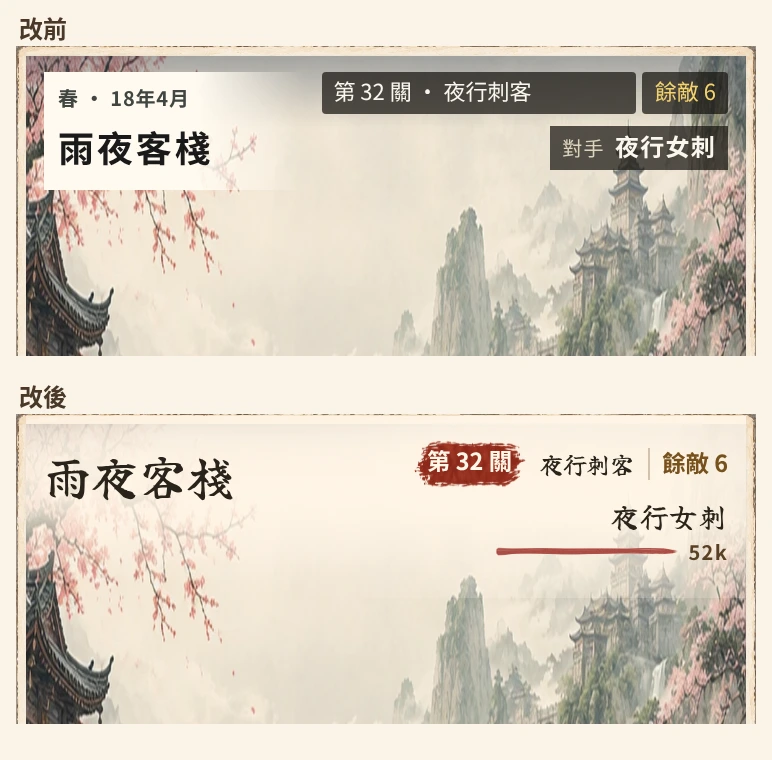 改前
春 · 18年4月
雨夜客棧
第 32 關 · 夜行刺客
餘敵 6
對手 夜行女刺
改後
雨夜客棧
第 32 關 夜行刺客 餘敵 6
夜行女刺
52k